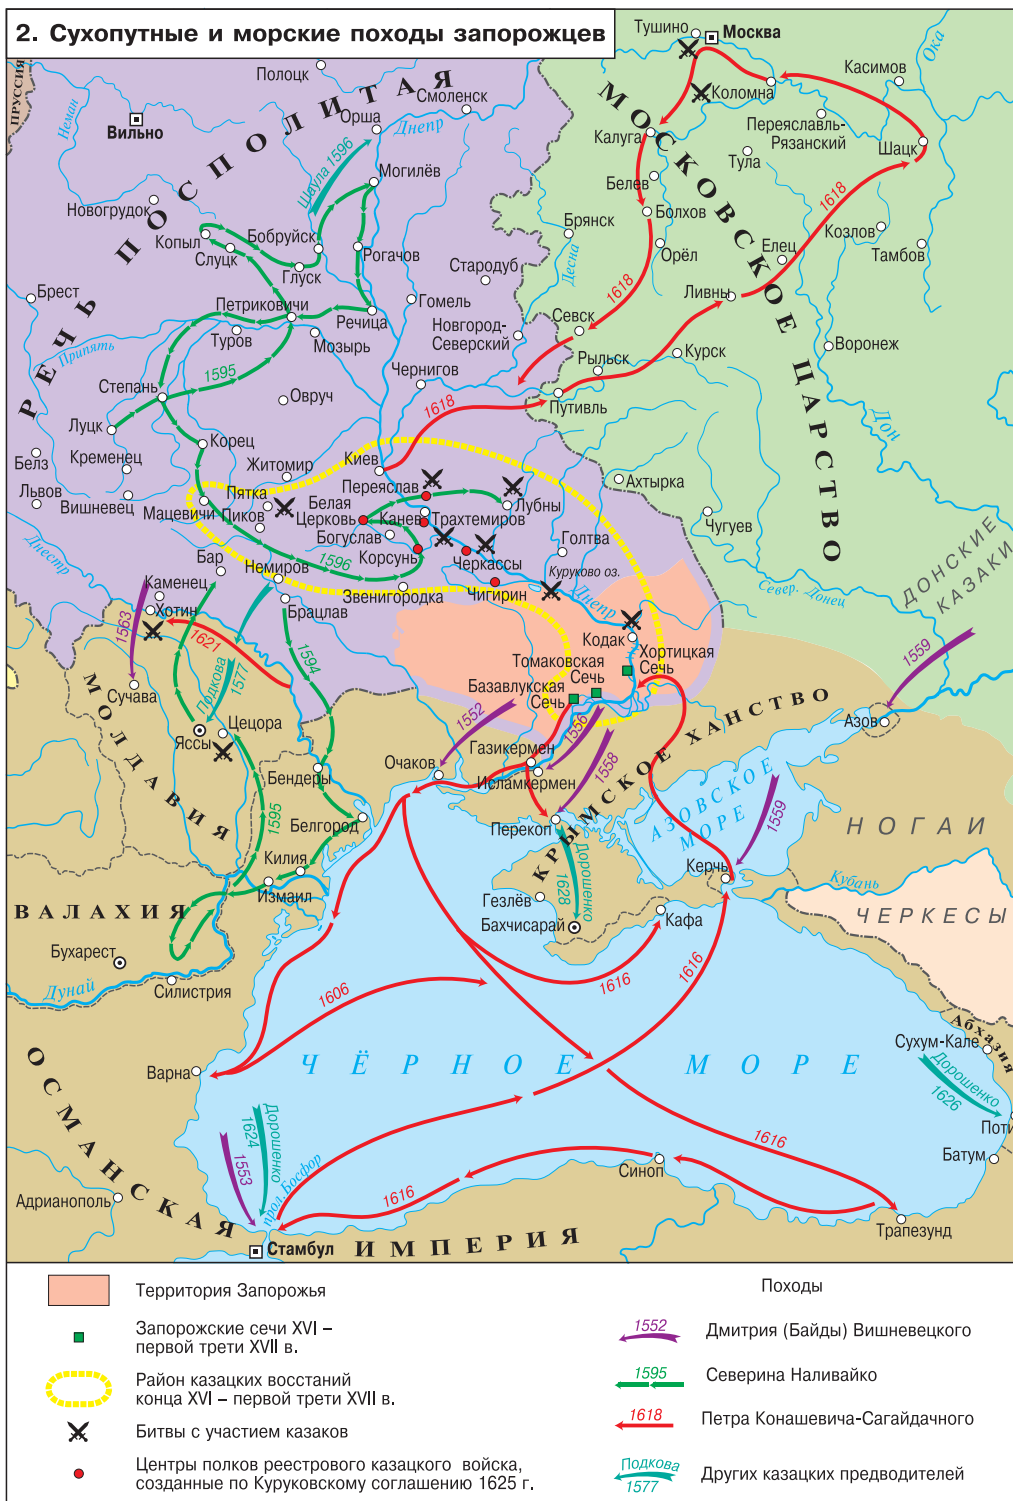 2. Сухопутные и морские походы запорожцев
Тушино
Москва
Ока
Касимов
Коломна
Переяславль-
Рязанский
Шацк
Калуга
Тула
Белёв
Болхов
1618
Козлов
Тамбов
Елец
Орёл
Брянск
Десна
1618
Ливны
МОСКОВСКОЕ ЦАРСТВО
Воронеж
Дон
Севск
Рыльск
Курск
Путивль
ПРУССИЯ
Неман
Полоцк
Вильно
РЕЧЬ ПОСПОЛИТАЯ
Смоленск
Орша
Днепр
Шаула 1596
Могилёв
Новогрудок
Копыл
Слуцк
Бобруйск
Глуск
Рогачов
Стародуб
Брест
Петриковичи
Гомель
Речица
Туров
Мозырь
Новгород-
Северский
Припять
Чернигов
Степань
1595
Овруч
1618
Луцк
Корец
Белз
Кременец
Житомир
Киев
Львов
Вишневец
Мацевичи
Пятка
Пиков
Переяслав
Белая
Церковь
Канев
Трахтемиров
Лубны
Богуслав
Корсунь
Черкассы
Голтва
Ахтырка
Чугуев
Куруково оз.
Чигирин
Днепр
Звенигородка
1596
Днестр
Бар
Немиров
Каменец
Хотин
Брацлав
1563
1621
1594
Сучава
Подкова
1577
МОЛДАВИЯ
Цецора
Яссы
Бендеры
1595
Белгород
Килия
Измаил
Север. Донец
ДОНСКИЕ
КАЗАКИ
Кодак
Хортицкая
Сечь
Томаковская
Сечь
Базавлукская
Сечь
1552
1556
1558
1559
Азов
Газикермен
Очаков
Исламкермен
КРЫМСКОЕ ХАНСТВО
АЗОВСКОЕ
МОРЕ
1559
Перекоп
Дорошенко
1628
Гезлёв
Бахчисарай
Кафа
Керчь
НОГАИ
Кубань
ЧЕРКЕСЫ
ВАЛАХИЯ
Бухарест
Дунай
Силистрия
1606
1616
1616
Абхазия
Сухум-Кале
Дорошенко
1626
Поти
Батум
Варна
ЧЁРНОЕ МОРЕ
ОСМАНСКАЯ ИМПЕРИЯ
Дорошенко
1624
1553
прол. Босфор
Адрианополь
Стамбул
1616
Синоп
1616
Трапезунд
Территория Запорожья
Запорожские сечи XVI –
первой трети XVII в.
Район казацких восстаний
конца XVI – первой трети XVII в.
Битвы с участием казаков
Центры полков реестрового казацкого войска,
созданные по Куруковскому соглашению 1625 г.
Походы
1552
Дмитрия (Байды) Вишневецкого
1595
Северина Наливайко
1618
Петра Конашевича-Сагайдачного
Подкова
1577
Других казацких предводителей